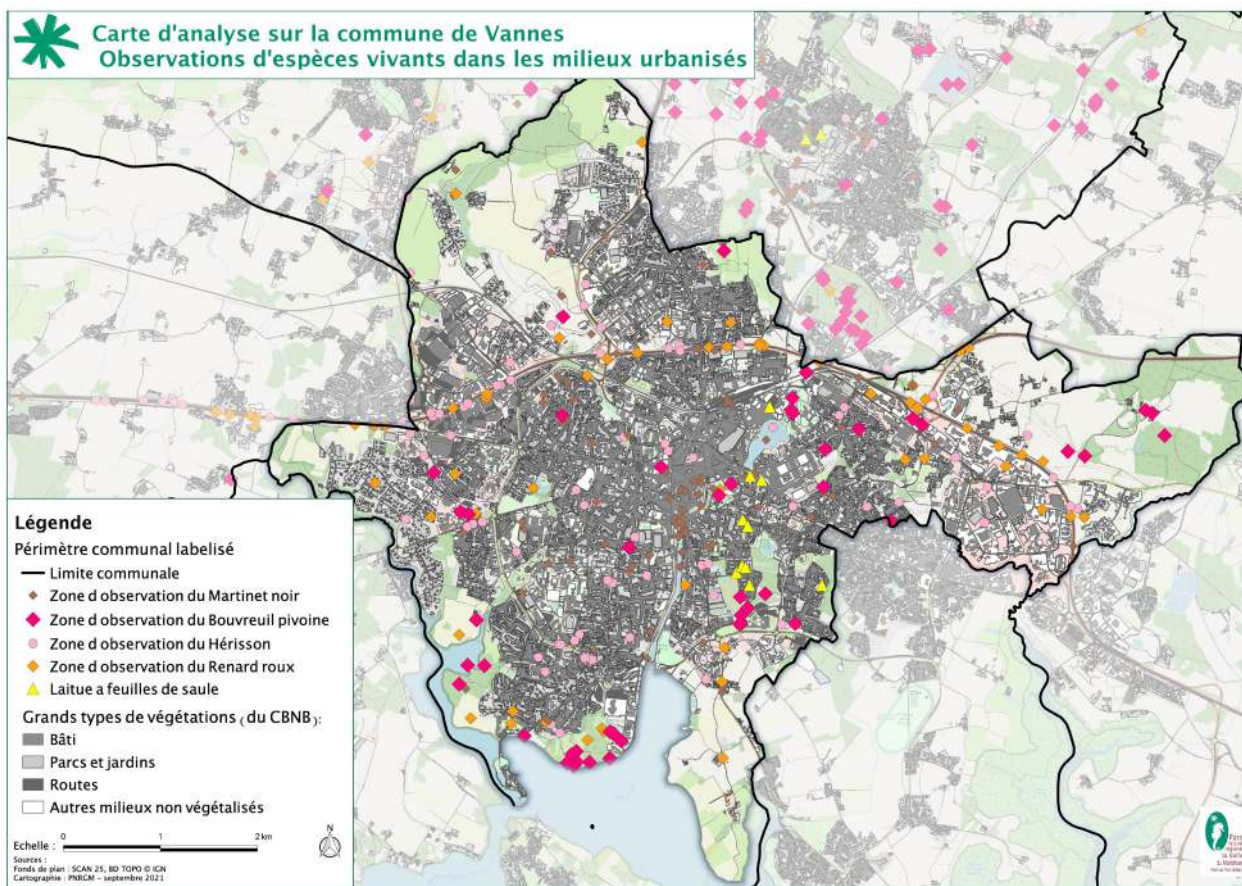 Carte d'analyse sur la commune de Vannes
Observations d'espèces vivants dans les milieux urbanisés
Légende
Périmètre communal labelisé
Limite communale
Zone d observation du Martinet noir
Zone d observation du Bouvreuil pivoine
Zone d observation du Hérisson
Zone d observation du Renard roux
Laitue a feuilles de saule
Grands types de végétations ( du CBNB):
Bâti
Parcs et jardins
Routes
Autres milieux non végétalisés
Echelle : 0 1 2 km
N
Sources :
Fonds de plan : SCAN 25, BD TOPO © IGN
Cartographie : PNRGM - septembre 2021